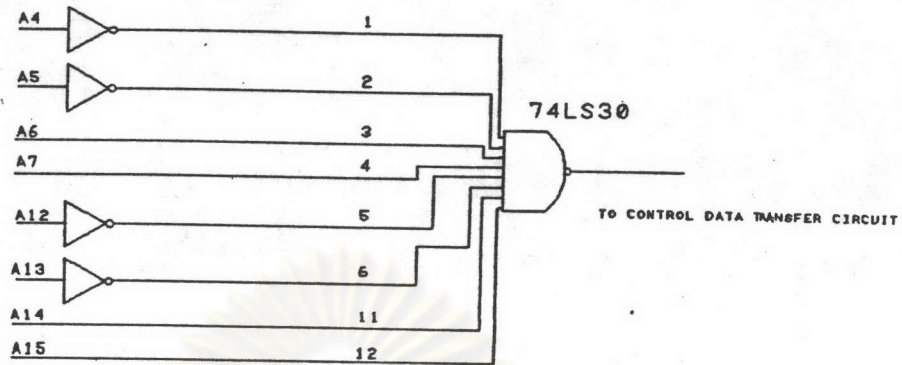 A4 1
A5 2
74LS30
A6 3
A7 4
A12 5
TO CONTROL DATA TRANSFER CIRCUIT
A13 6
A14 11
A15 12